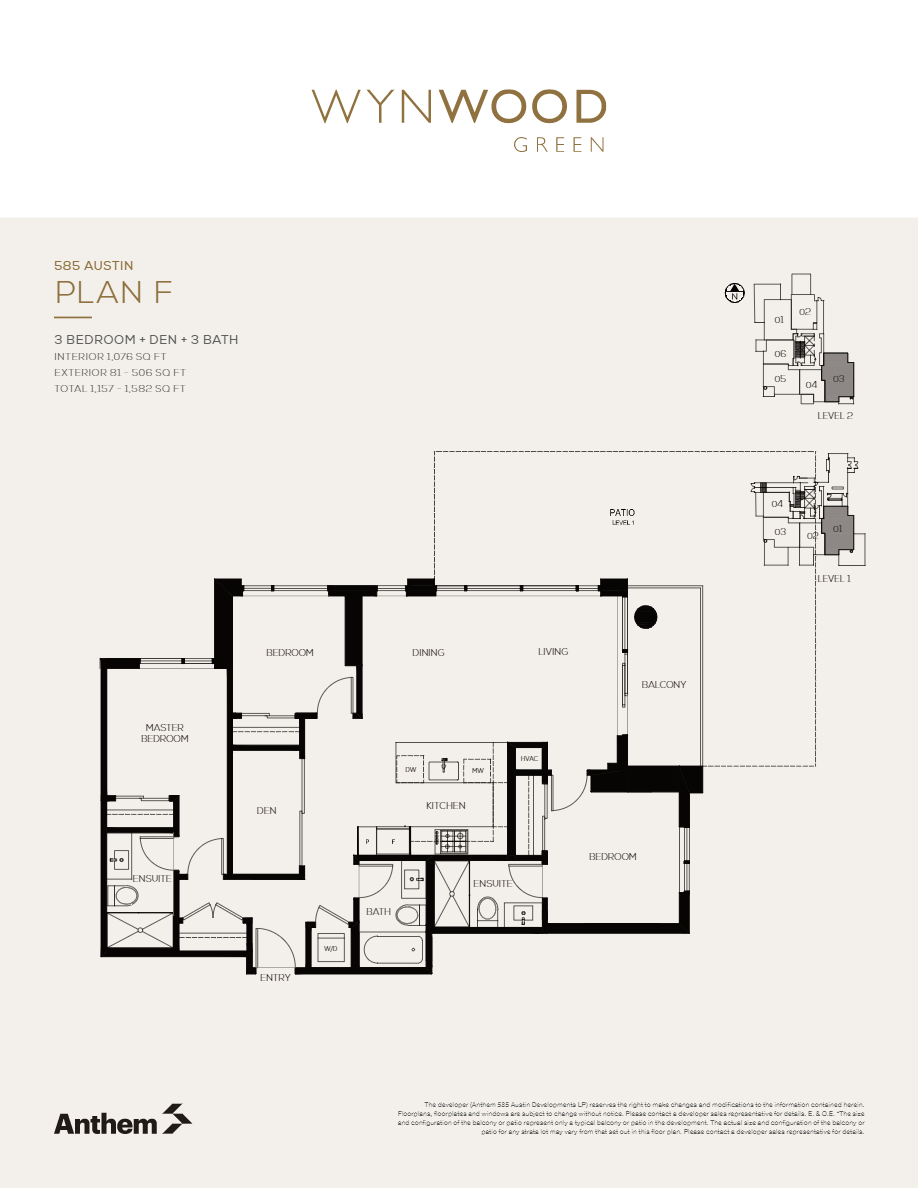 WYNWOOD
GREEN
585 AUSTIN
PLAN F
3 BEDROOM + DEN + 3 BATH
INTERIOR 1,076 SQ FT
EXTERIOR 81 - 506 SQ FT
TOTAL 1,157 - 1,582 SQ FT
N
01
02
06
05
04
03
LEVEL 2
04
03
02
01
LEVEL 1
PATIO
LEVEL 1
BEDROOM
DINING
LIVING
BALCONY
MASTER
BEDROOM
HVAC
DW
MW
DEN
KITCHEN
P
F
BEDROOM
ENSUITE
ENSUITE
BATH
W/D
ENTRY
Anthem
The developer (Anthem 585 Austin Developments LP) reserves the right to make changes and modifications to the information contained herein.
Floorplans, floorplates and windows are subject to change without notice. Please contact a developer sales representative for details. E. & O.E. *The size
and configuration of the balcony or patio represent only a typical balcony or patio in the development. The actual size and configuration of the balcony or
patio for any strata lot may vary from that set out in this floor plan. Please contact a developer sales representative for details.